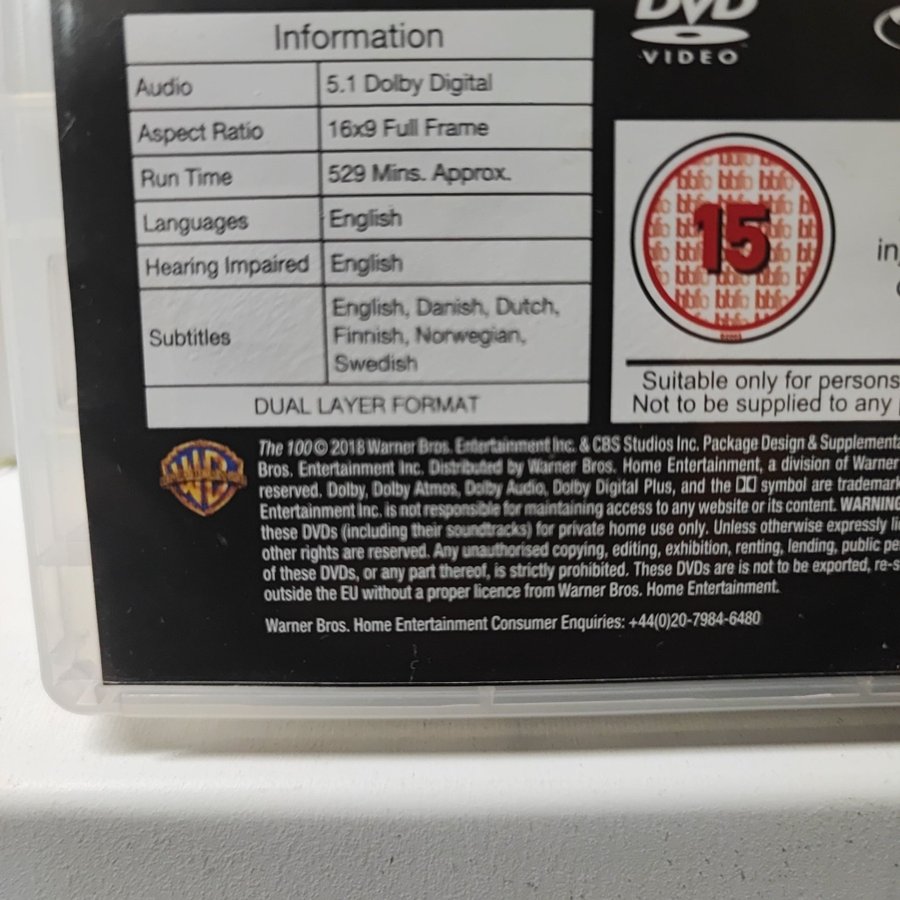 Information
Audio 5.1 Dolby Digital
Aspect Ratio 16x9 Full Frame
Run Time 529 Mins. Approx.
Languages English
Hearing Impaired English
Subtitles English, Danish, Dutch,
Finnish, Norwegian,
Swedish
DUAL LAYER FORMAT
DVD
VIDEO
bbfc
15
Suitable only for persons
Not to be supplied to any
WB
The 100 © 2018 Warner Bros. Entertainment Inc. & CBS Studios Inc. Package Design &
Bros. Entertainment Inc. Distributed by Warner Bros. Home Entertainment, a division of Warner
reserved. Dolby, Dolby Atmos, Dolby Audio, Dolby Digital Plus, and the symbol are
Entertainment Inc. is not responsible for maintaining access to any website or its content. WARNING
these DVDs (including their soundtracks) for private home use only. Unless otherwise expressly
other rights are reserved. Any unauthorised copying, editing, exhibition, renting, lending, public
of these DVDs, or any part thereof, is strictly prohibited. These DVDs are not to be exported,
outside the EU without a proper licence from Warner Bros. Home Entertainment.
Warner Bros. Home Entertainment Consumer Enquiries: +44(0)20-7984-6480